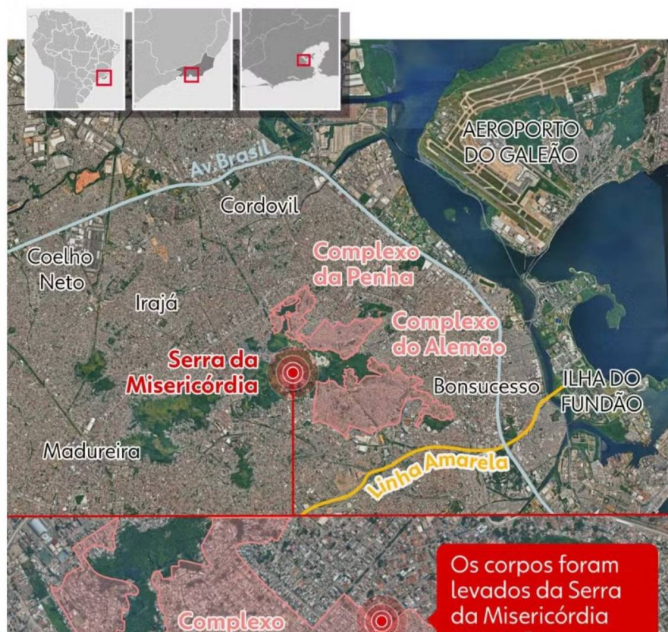 AEROPORTO
DO GALEÃO
Av. Brasil
Cordovil
Coelho
Neto
Complexo
da Penha
Irajá
Complexo
do Alemão
Serra da
Misericórdia
Bonsucesso
ILHA DO
FUNDÃO
Madureira
Linha Amarela
Os corpos foram
levados da Serra
da Misericórdia
Complexo